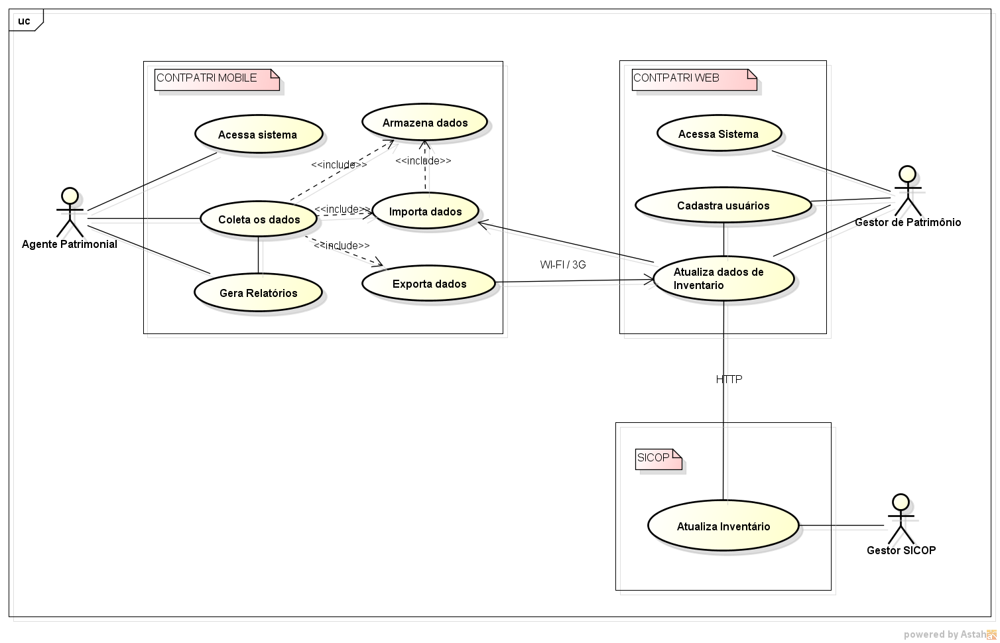 uc
CONTPATRI MOBILE
CONTPATRI WEB
Acessa sistema
Armazena dados
Acessa Sistema
<<include>>
<<include>>
Coleta os dados
<<include>>
Importa dados
Cadastra usuários
Agente Patrimonial
Gestor de Patrimônio
<<include>>
Gera Relatórios
Exporta dados
WI-FI / 3G
Atualiza dados de
Inventario
HTTP
SICOP
Atualiza Inventário
Gestor SICOP
powered by Astah